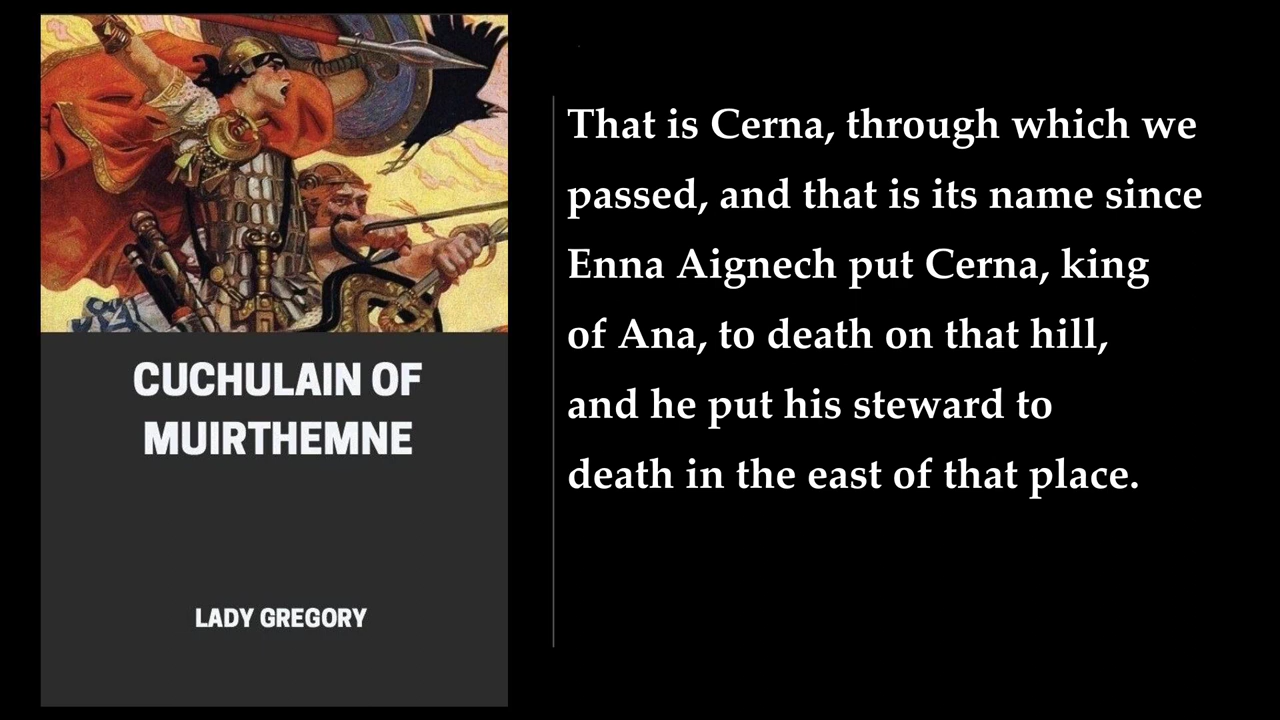 CUCHULAIN OF
MUIRTHEMNE
LADY GREGORY
That is Cerna, through which we
passed, and that is its name since
Enna Aignech put Cerna, king
of Ana, to death on that hill,
and he put his steward to
death in the east of that place.